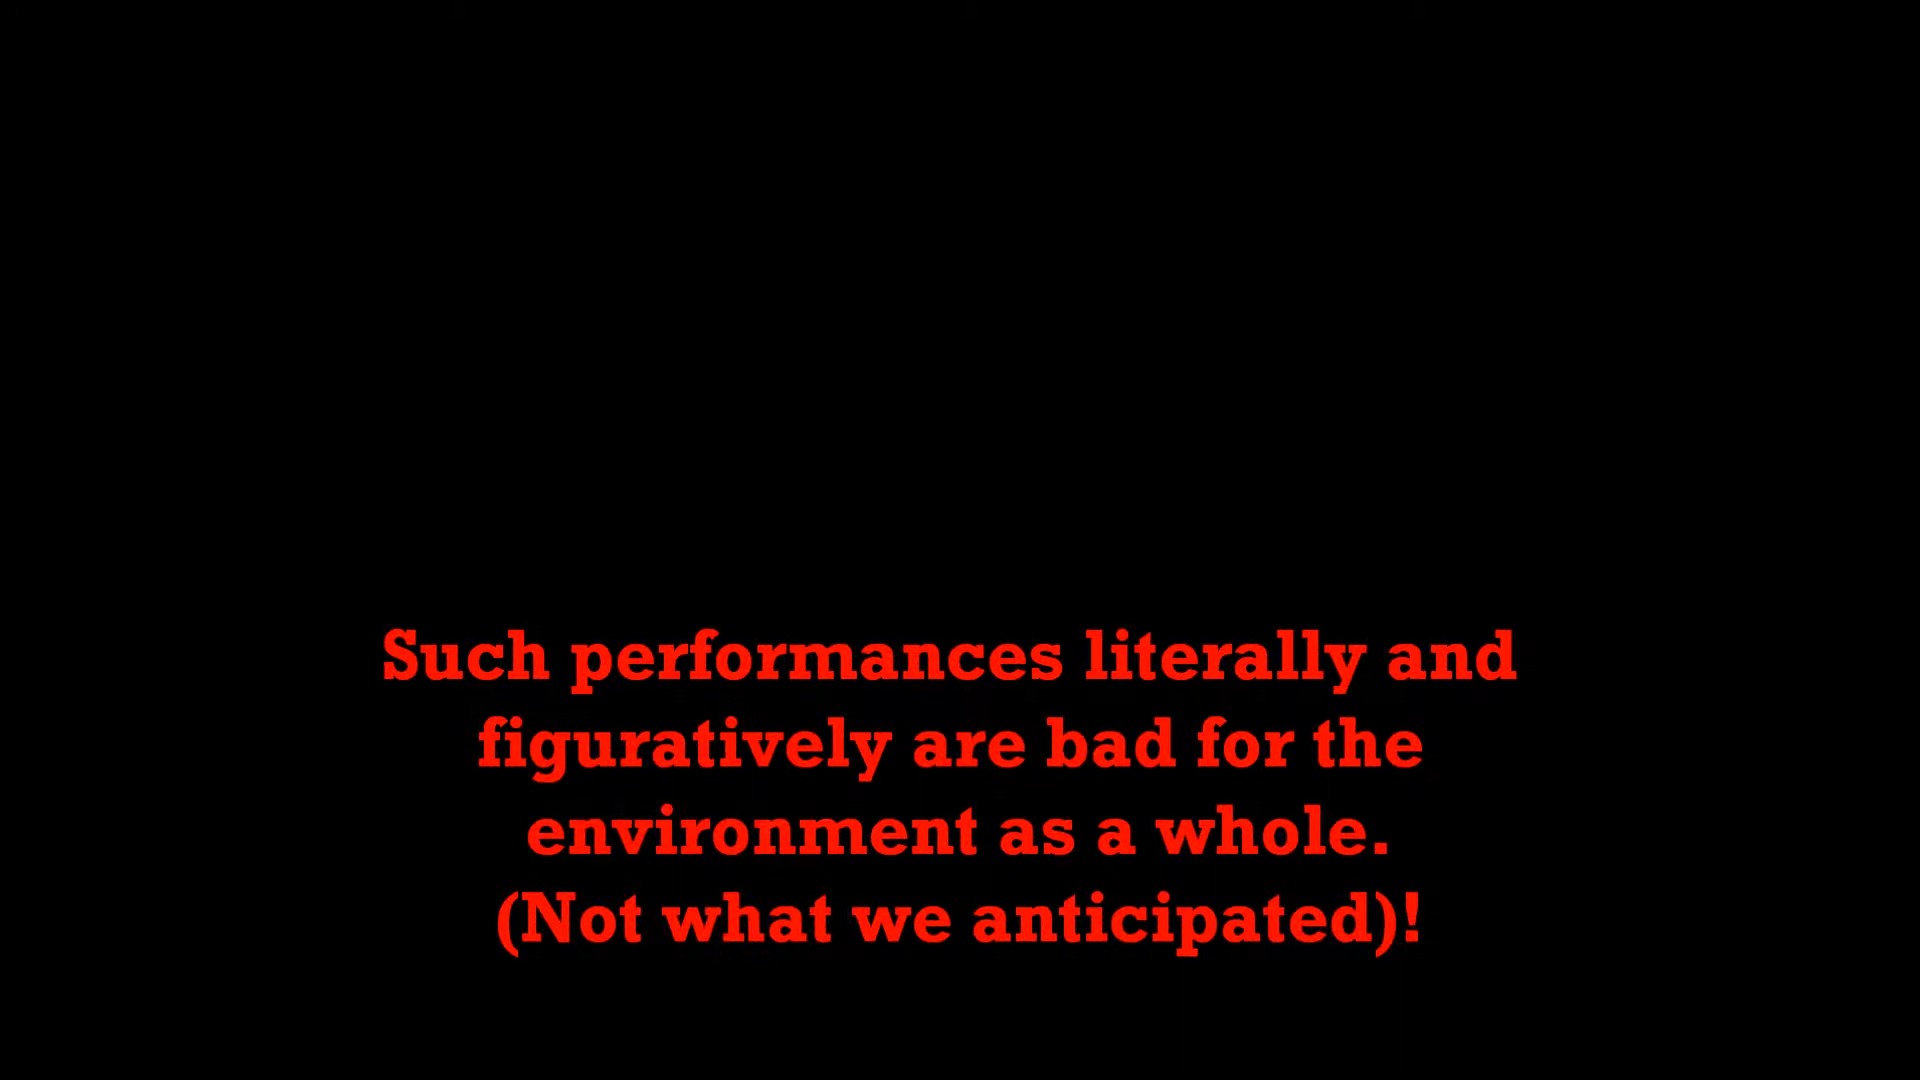 Such performances literally and
figuratively are bad for the
environment as a whole.
(Not what we anticipated)!